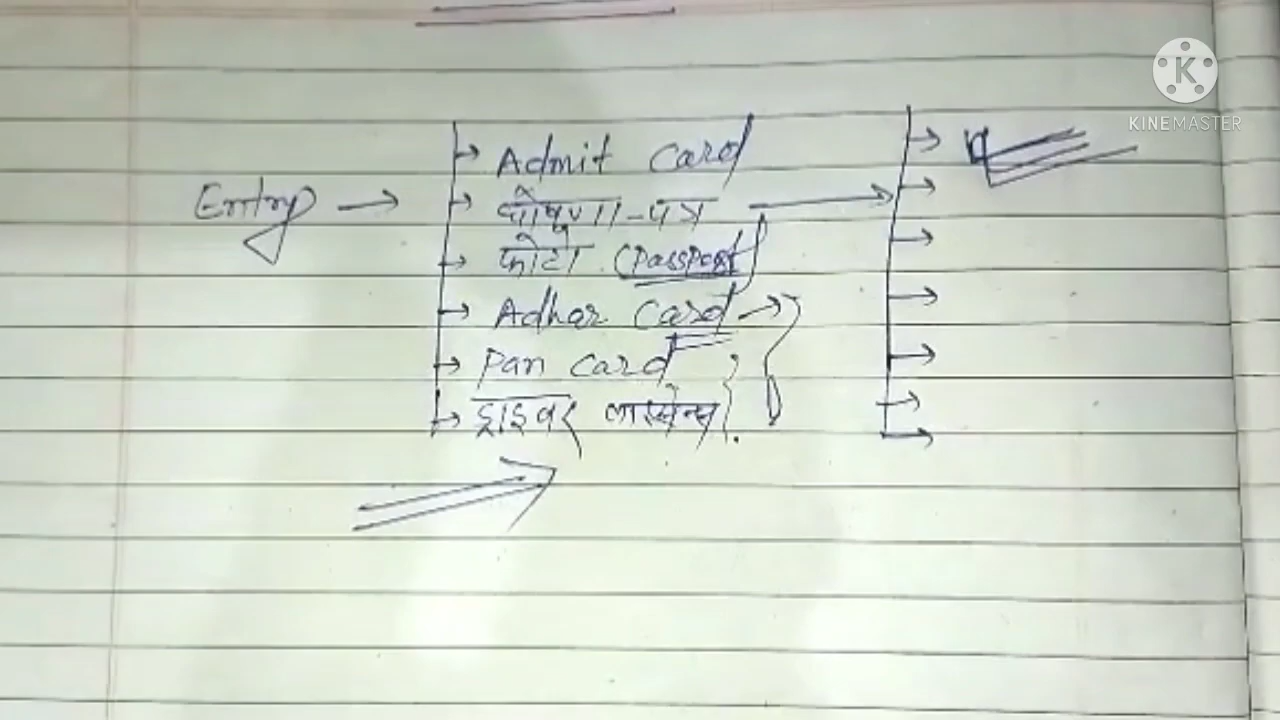 Entry
Admit Card
घोषणा-पत्र
फोटो (Passport
Adhar Card
Pan Card
ड्राइवर लाइसेन्स
KINEMASTER